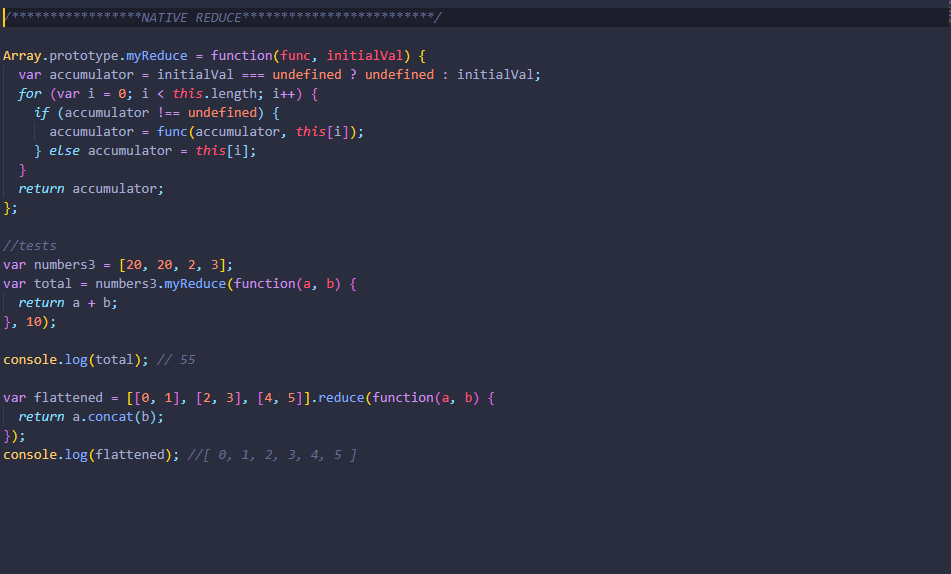 /*****************NATIVE REDUCE*************************/
Array.prototype.myReduce = function(func, initialVal) {
var accumulator = initialVal === undefined ? undefined : initialVal;
for (var i = 0; i < this.length; i++) {
if (accumulator !== undefined) {
accumulator = func(accumulator, this[i]);
} else accumulator = this[i];
}
return accumulator;
};
//tests
var numbers3 = [20, 20, 2, 3];
var total = numbers3.myReduce(function(a, b) {
return a + b;
}, 10);
console.log(total); // 55
var flattened = [[0, 1], [2, 3], [4, 5]].reduce(function(a, b) {
return a.concat(b);
});
console.log(flattened); //[ 0, 1, 2, 3, 4, 5 ]